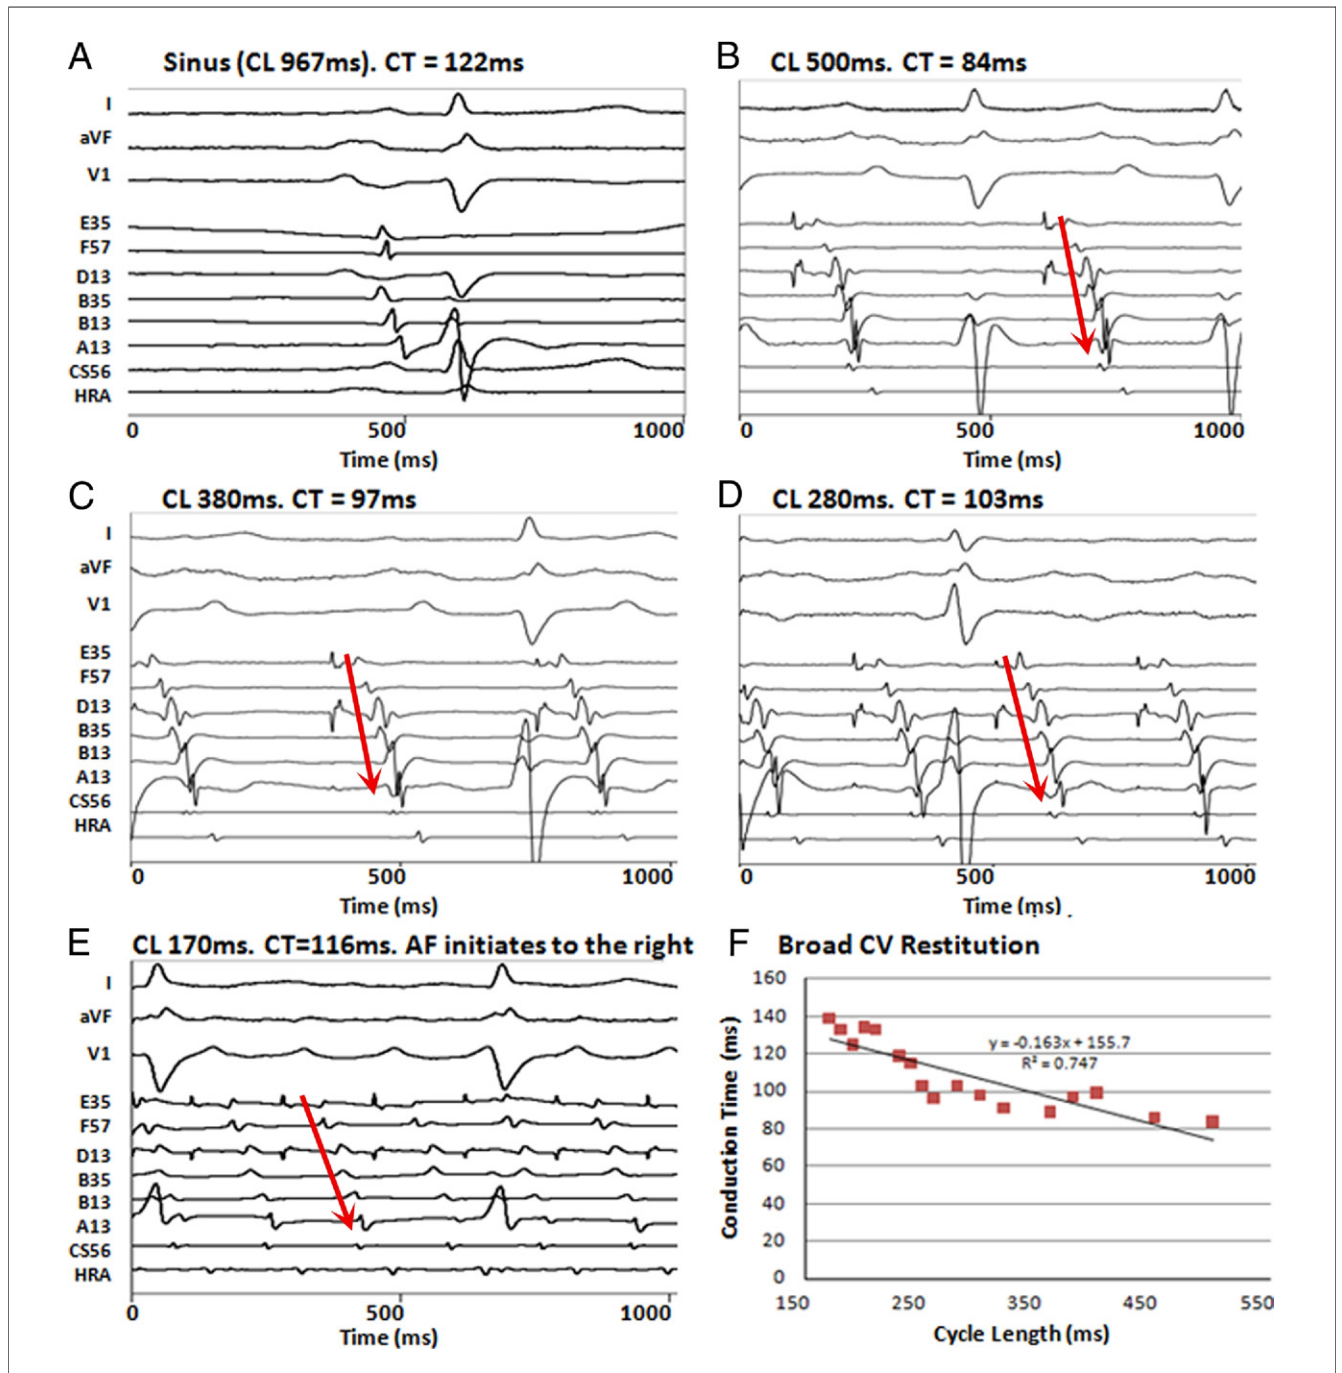 A Sinus (CL 967ms). CT = 122ms
I
aVF
V1
E35
F57
D13
B35
B13
A13
CS56
HRA
0 500 1000
Time (ms)
B CL 500ms. CT = 84ms
0 500 1000
Time (ms)
C CL 380ms. CT = 97ms
I
aVF
V1
E35
F57
D13
B35
B13
A13
CS56
HRA
0 500 1000
Time (ms)
D CL 280ms. CT = 103ms
0 500 1000
Time (ms)
E CL 170ms. CT=116ms. AF initiates to the right
I
aVF
V1
E35
F57
D13
B35
B13
A13
CS56
HRA
0 500 1000
Time (ms)
F Broad CV Restitution
160
140
120
100
80
60
40
20
0
Conduction Time (ms)
y = -0.163x + 155.7
R² = 0.747
150 250 350 450 550
Cycle Length (ms)